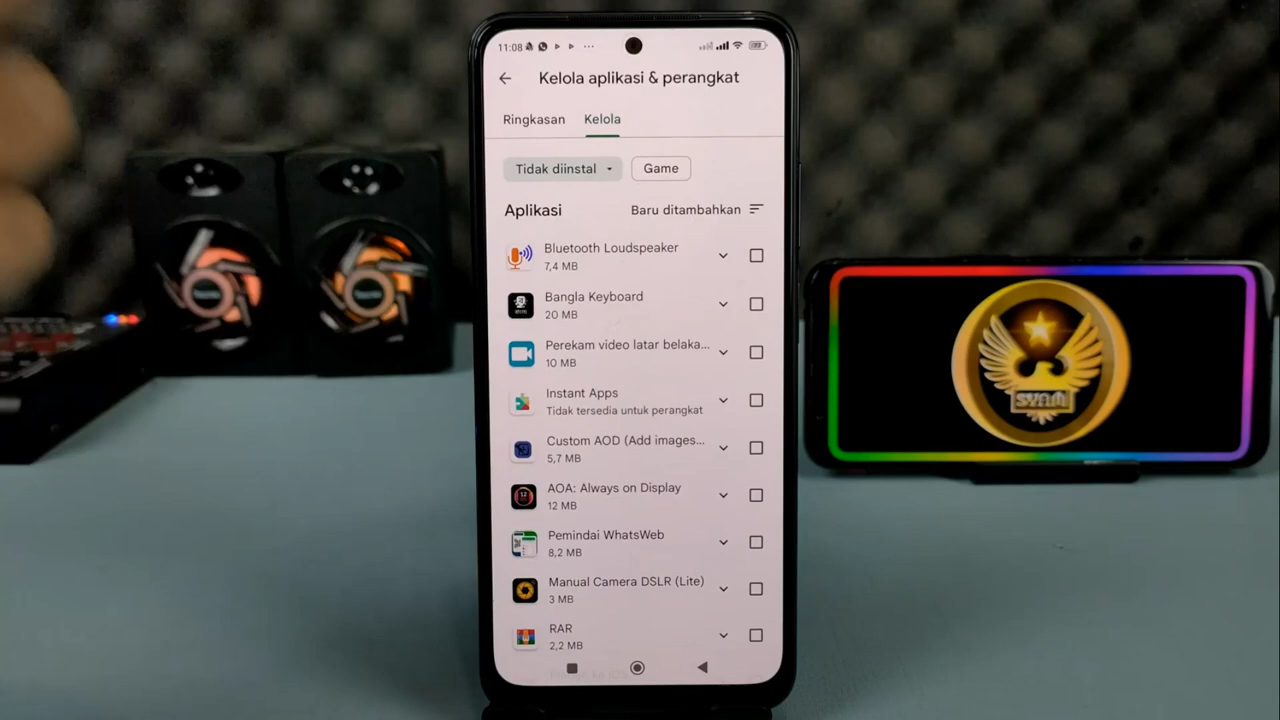 11:08
Kelola aplikasi & perangkat
Ringkasan Kelola
Tidak diinstal Game
Aplikasi Baru ditambahkan
Bluetooth Loudspeaker
7,4 MB
Bangla Keyboard
20 MB
Perekam video latar belaka...
10 MB
Instant Apps
Tidak tersedia untuk perangkat
Custom AOD (Add images...
5,7 MB
AOA: Always on Display
12 MB
Pemindai WhatsWeb
8,2 MB
Manual Camera DSLR (Lite)
3 MB
RAR
2,2 MB
SYAM